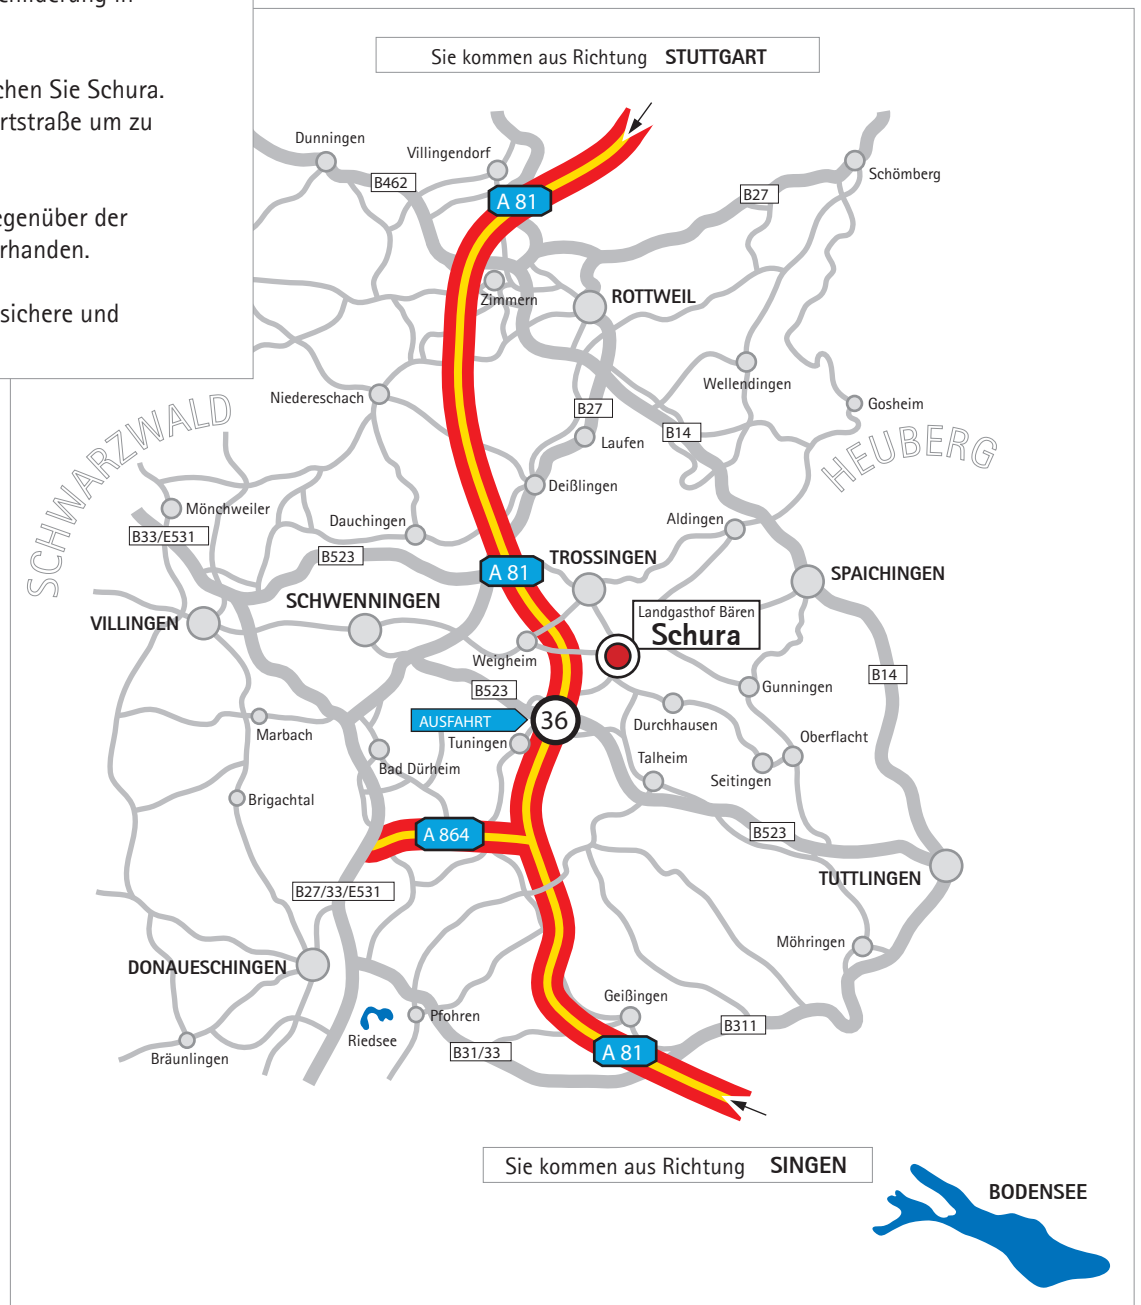 chen Sie Schura.
rtstraße um zu
egenüber der
rhanden.
sichere und
Sie kommen aus Richtung STUTTGART
Dunningen
Villingendorf
B462
A 81
B27
Schömberg
Zimmern
ROTTWEIL
Niedereschach
Wellendingen
Gosheim
B27
B14
Laufen
SCHWARZWALD
HEUBERG
Deißlingen
Mönchweiler
Dauchingen
Aldingen
B33/E531
B523
A 81
TROSSINGEN
SPAICHINGEN
SCHWENNINGEN
Landgasthof Bären
Schura
VILLINGEN
Weigheim
B14
B523
Gunningen
AUSFAHRT
36
Durchhausen
Marbach
Tuningen
Oberflacht
Bad Dürheim
Talheim
Seitingen
Brigachtal
A 864
B523
TUTTLINGEN
B27/33/E531
Möhringen
DONAUESCHINGEN
Geißingen
Pfohren
B311
Riedsee
Bräunlingen
B31/33
A 81
Sie kommen aus Richtung SINGEN
BODENSEE